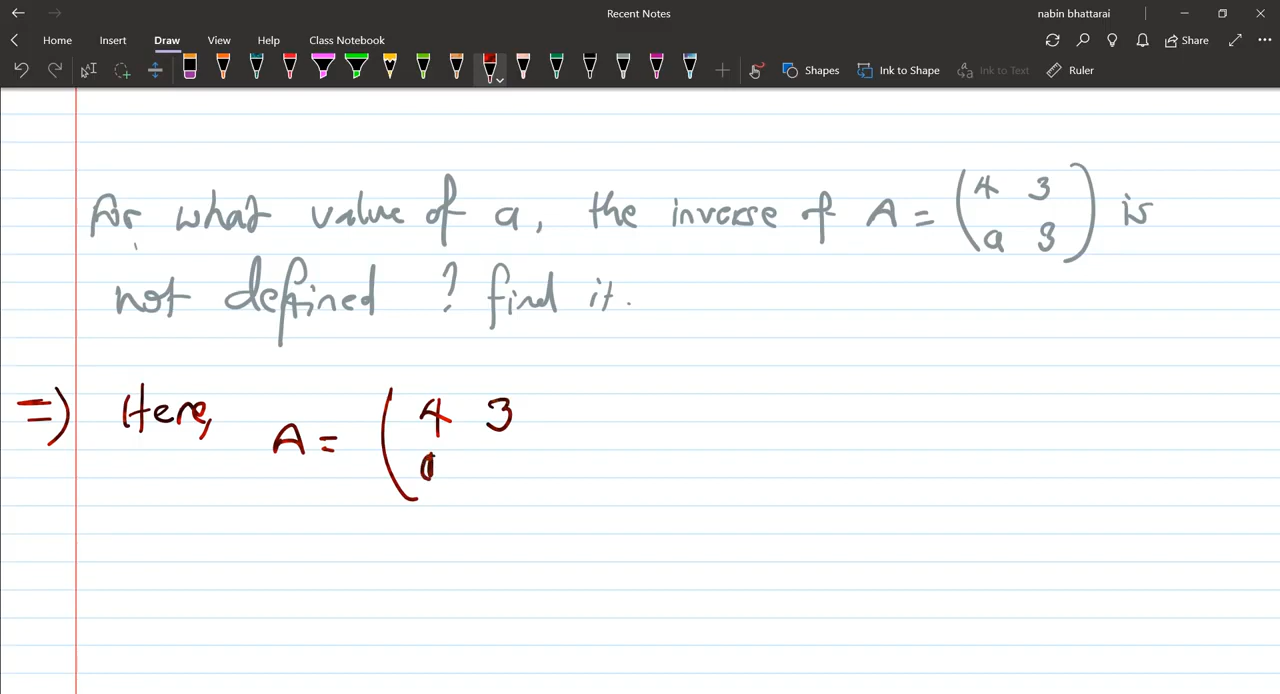 Recent Notes
nabin bhattarai
Home Insert Draw View Help Class Notebook
Share
Shapes Ink to Shape Ink to Text Ruler
For what value of a, the inverse of A = (4 3
a 3) is
not defined ? find it.
=) Here, A = (4 3
a